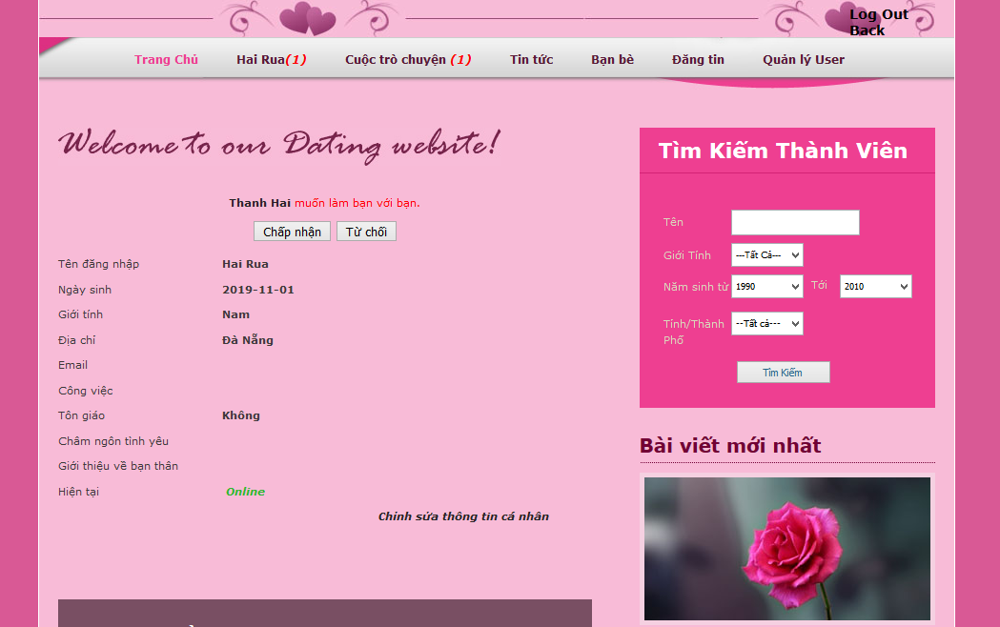 Log Out
Back
Trang Chủ Hai Rua(1) Cuộc trò chuyện (1) Tin tức Bạn bè Đăng tin Quản lý User
Welcome to our Dating website!
Thanh Hai muốn làm bạn với bạn.
Chấp nhận Từ chối
Tên đăng nhập Hai Rua
Ngày sinh 2019-11-01
Giới tính Nam
Địa chỉ Đà Nẵng
Email
Công việc
Tôn giáo Không
Châm ngôn tình yêu
Giới thiệu về bạn thân
Hiện tại Online
Chỉnh sửa thông tin cá nhân
Tìm Kiếm Thành Viên
Tên
Giới Tính ---Tất Cả---
Năm sinh từ 1990 Tới 2010
Tỉnh/Thành --Tất cả---
Phố
Tìm Kiếm
Bài viết mới nhất